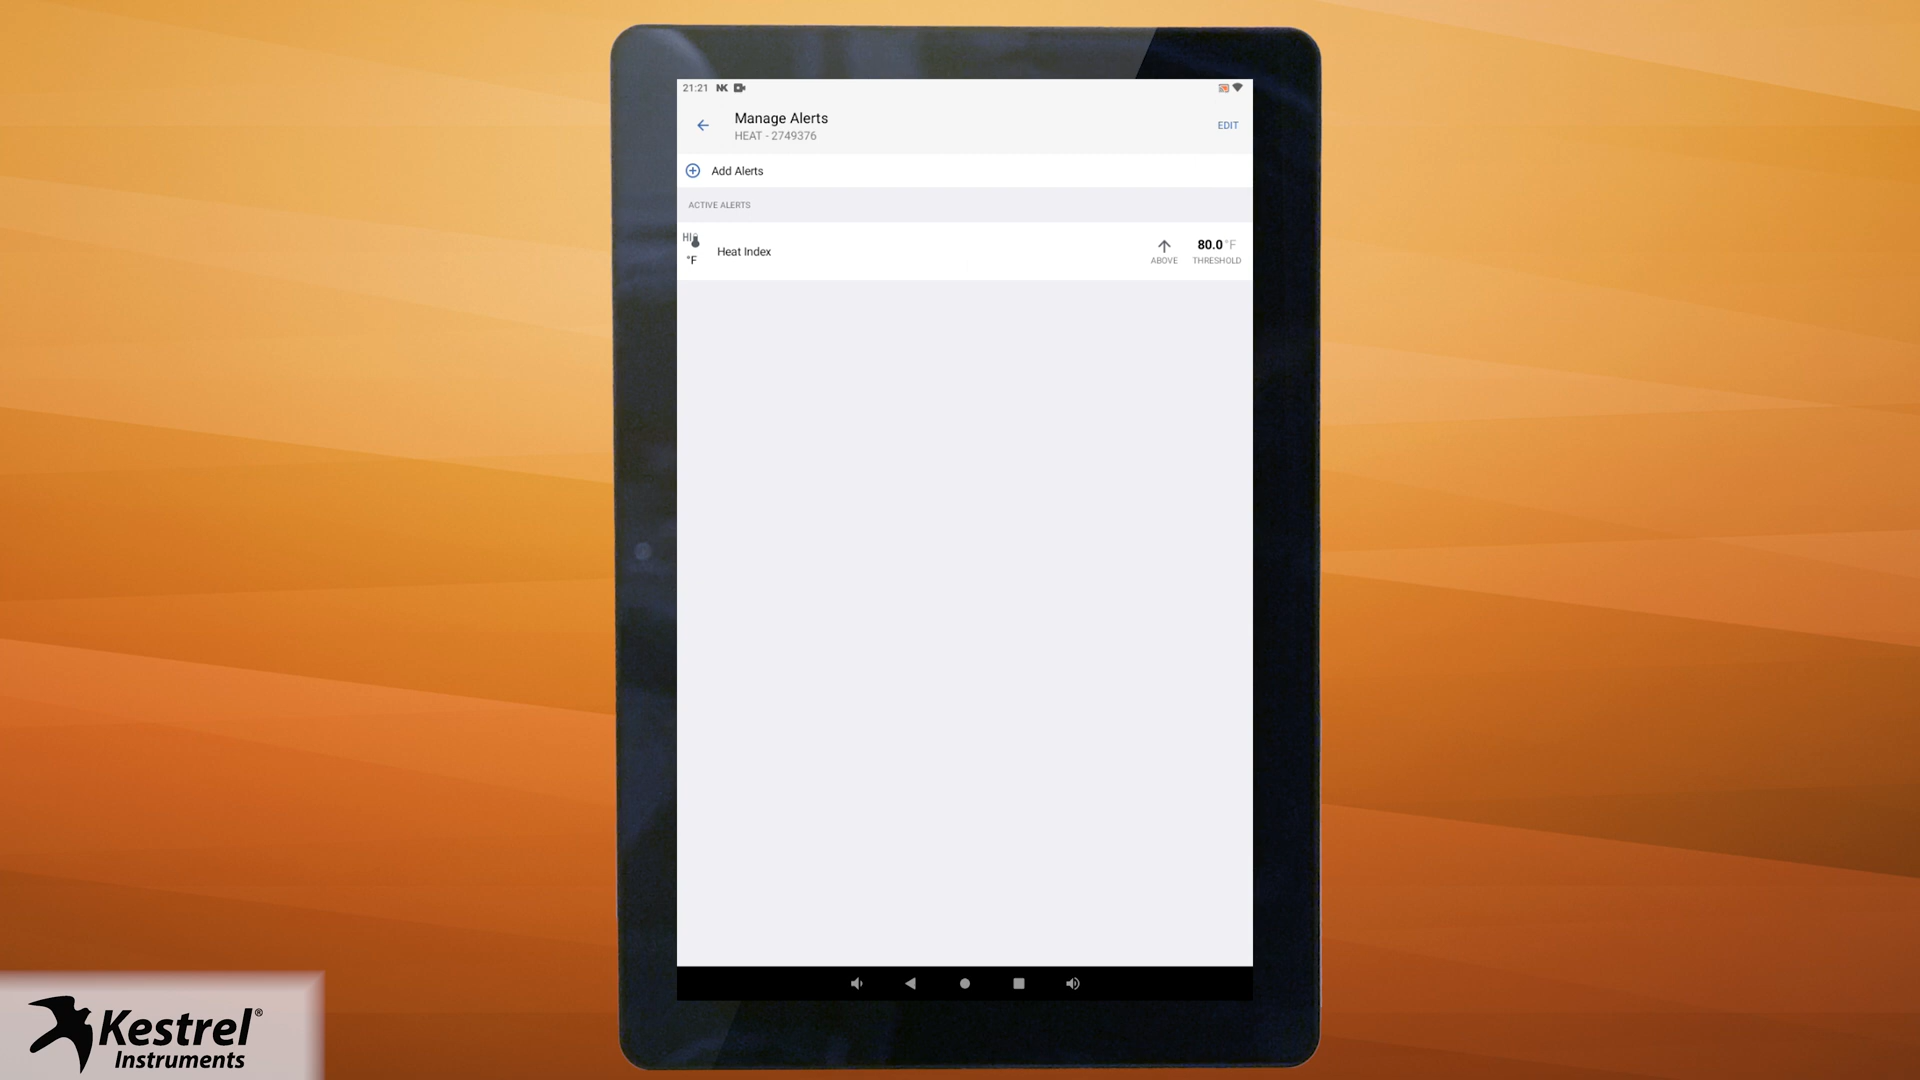 21:21 NK
Manage Alerts
HEAT - 2749376
EDIT
Add Alerts
ACTIVE ALERTS
HI
°F
Heat Index
ABOVE
80.0 °F
THRESHOLD
Kestrel®
Instruments